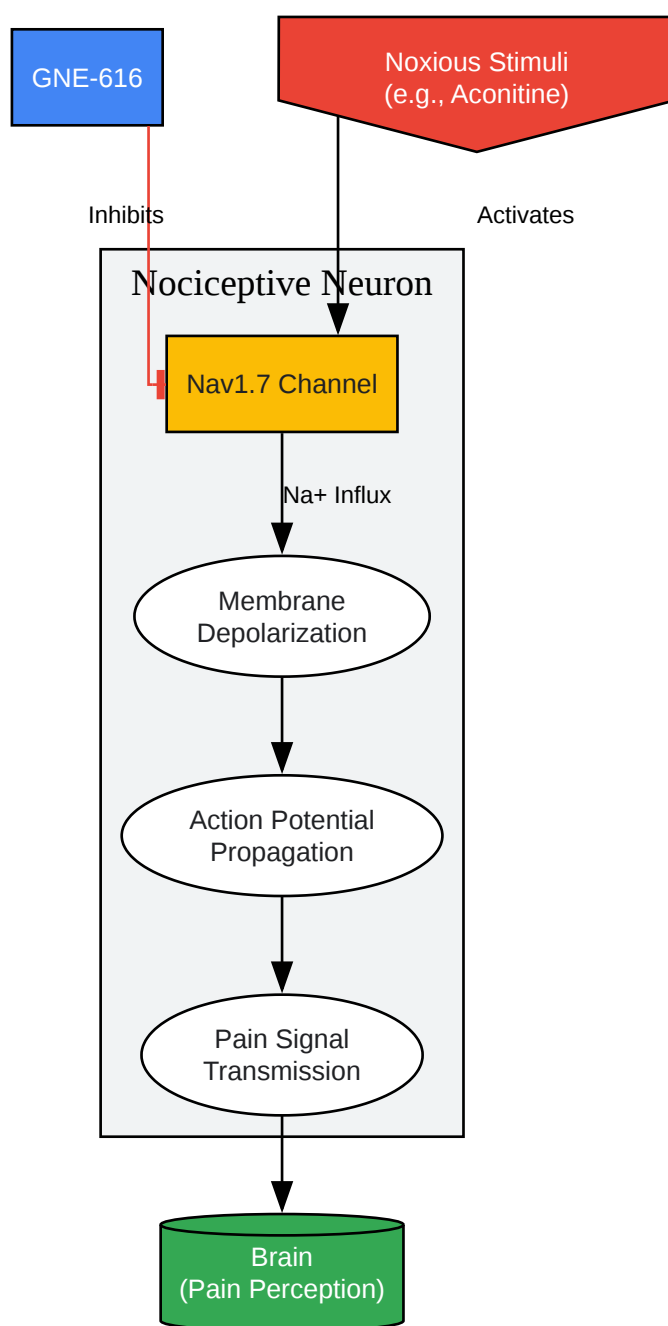 GNE-616
Noxious Stimuli
(e.g., Aconitine)
Inhibits
Activates
Nociceptive Neuron
Nav1.7 Channel
Na+ Influx
Membrane
Depolarization
Action Potential
Propagation
Pain Signal
Transmission
Brain
(Pain Perception)